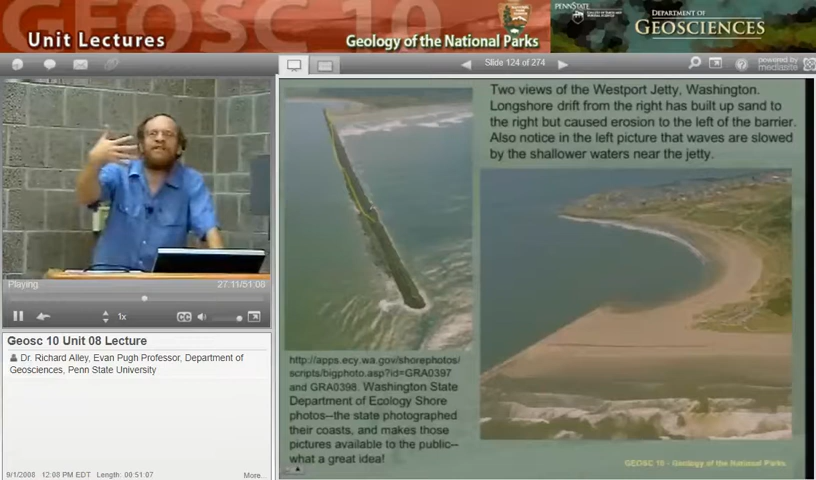 GEOSC 10
Unit Lectures
Geology of the National Parks
PENNSTATE
DEPARTMENT OF
GEOSCIENCES
Slide 124 of 274
powered by
mediasite
Two views of the Westport Jetty, Washington.
Longshore drift from the right has built up sand to
the right but caused erosion to the left of the barrier.
Also notice in the left picture that waves are slowed
by the shallower waters near the jetty.
Playing
27:11/51:08
1x
CC
Geosc 10 Unit 08 Lecture
Dr. Richard Alley, Evan Pugh Professor, Department of
Geosciences, Penn State University
http://apps.ecy.wa.gov/shorephotos/
scripts/bigphoto.asp?id=GRA0397
and GRA0398. Washington State
Department of Ecology Shore
photos--the state photographed
their coasts, and makes those
pictures available to the public--
what a great idea!
GEOSC 10 - Geology of the National Parks
9/1/2008 12:08 PM EDT Length: 00:51:07
More...